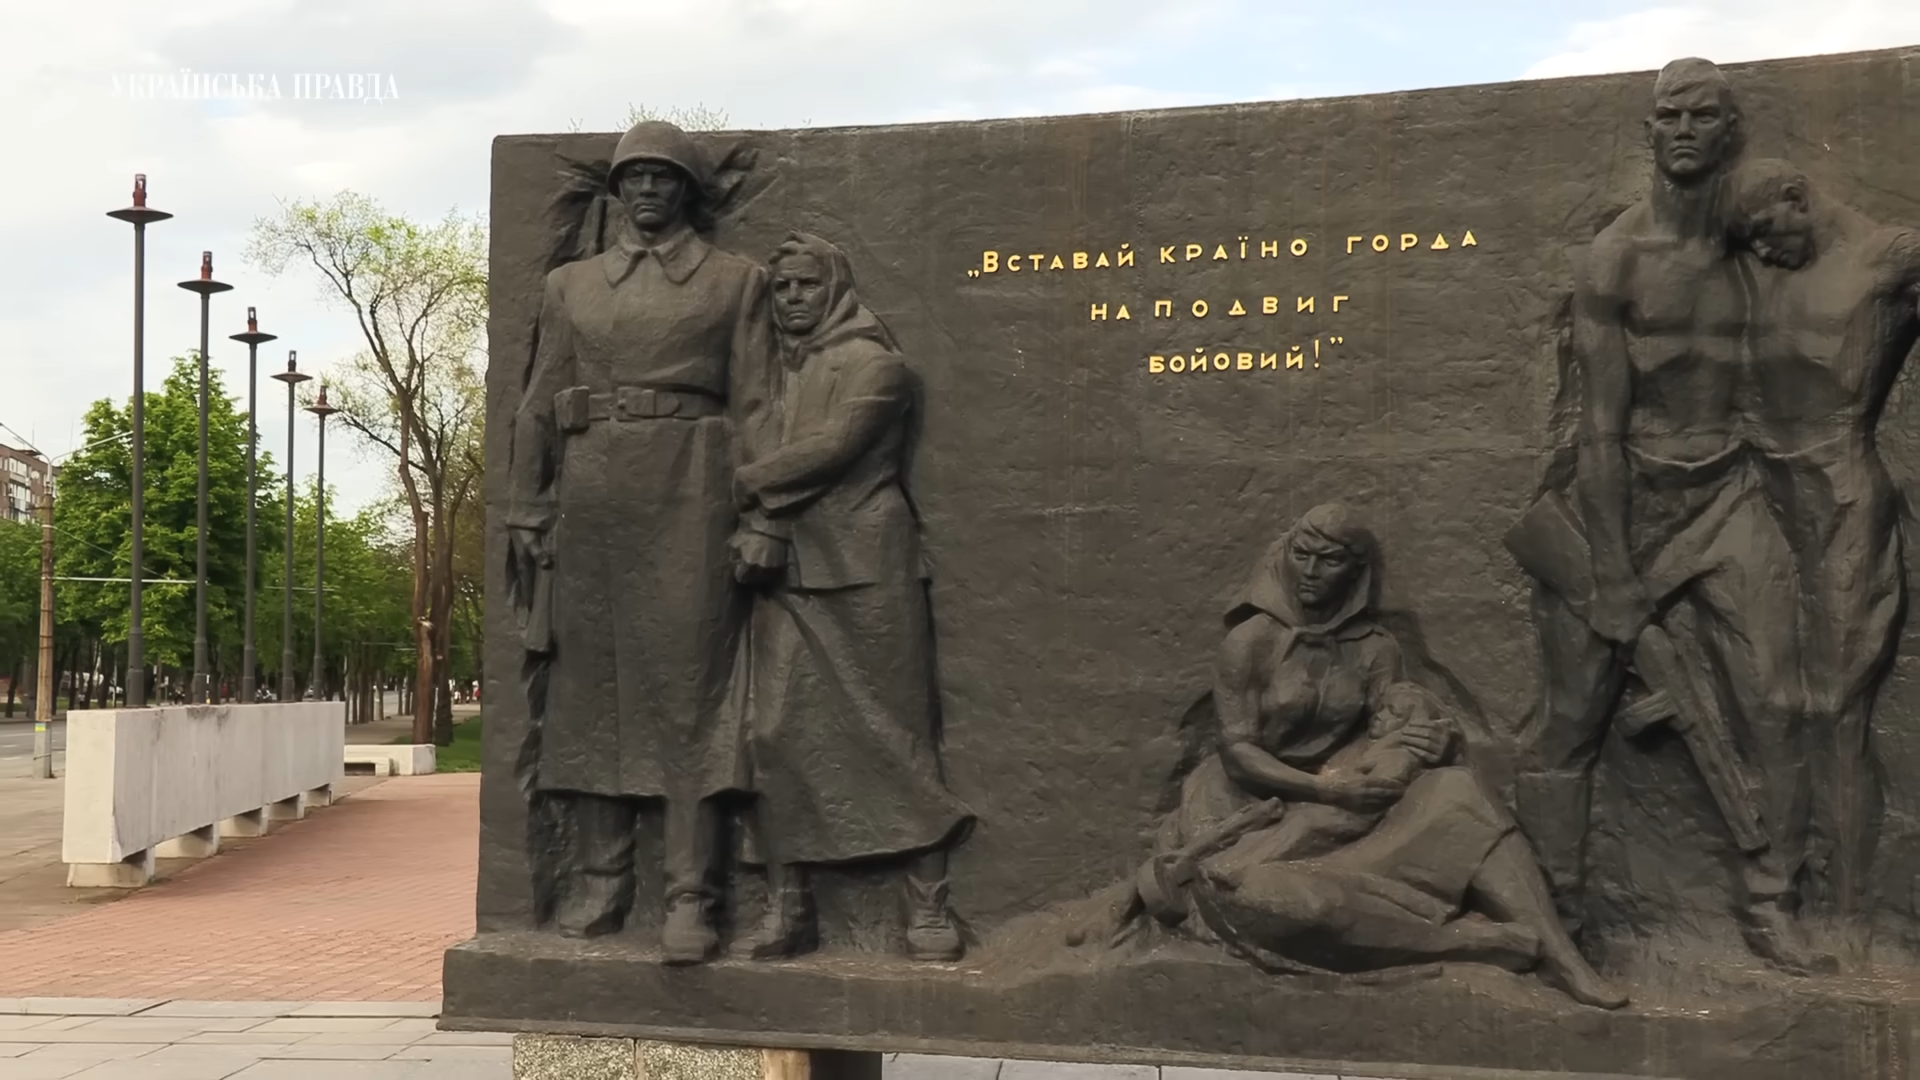 УКРАЇНСЬКА ПРАВДА
„Вставай країно горда
на подвиг
бойовий!”